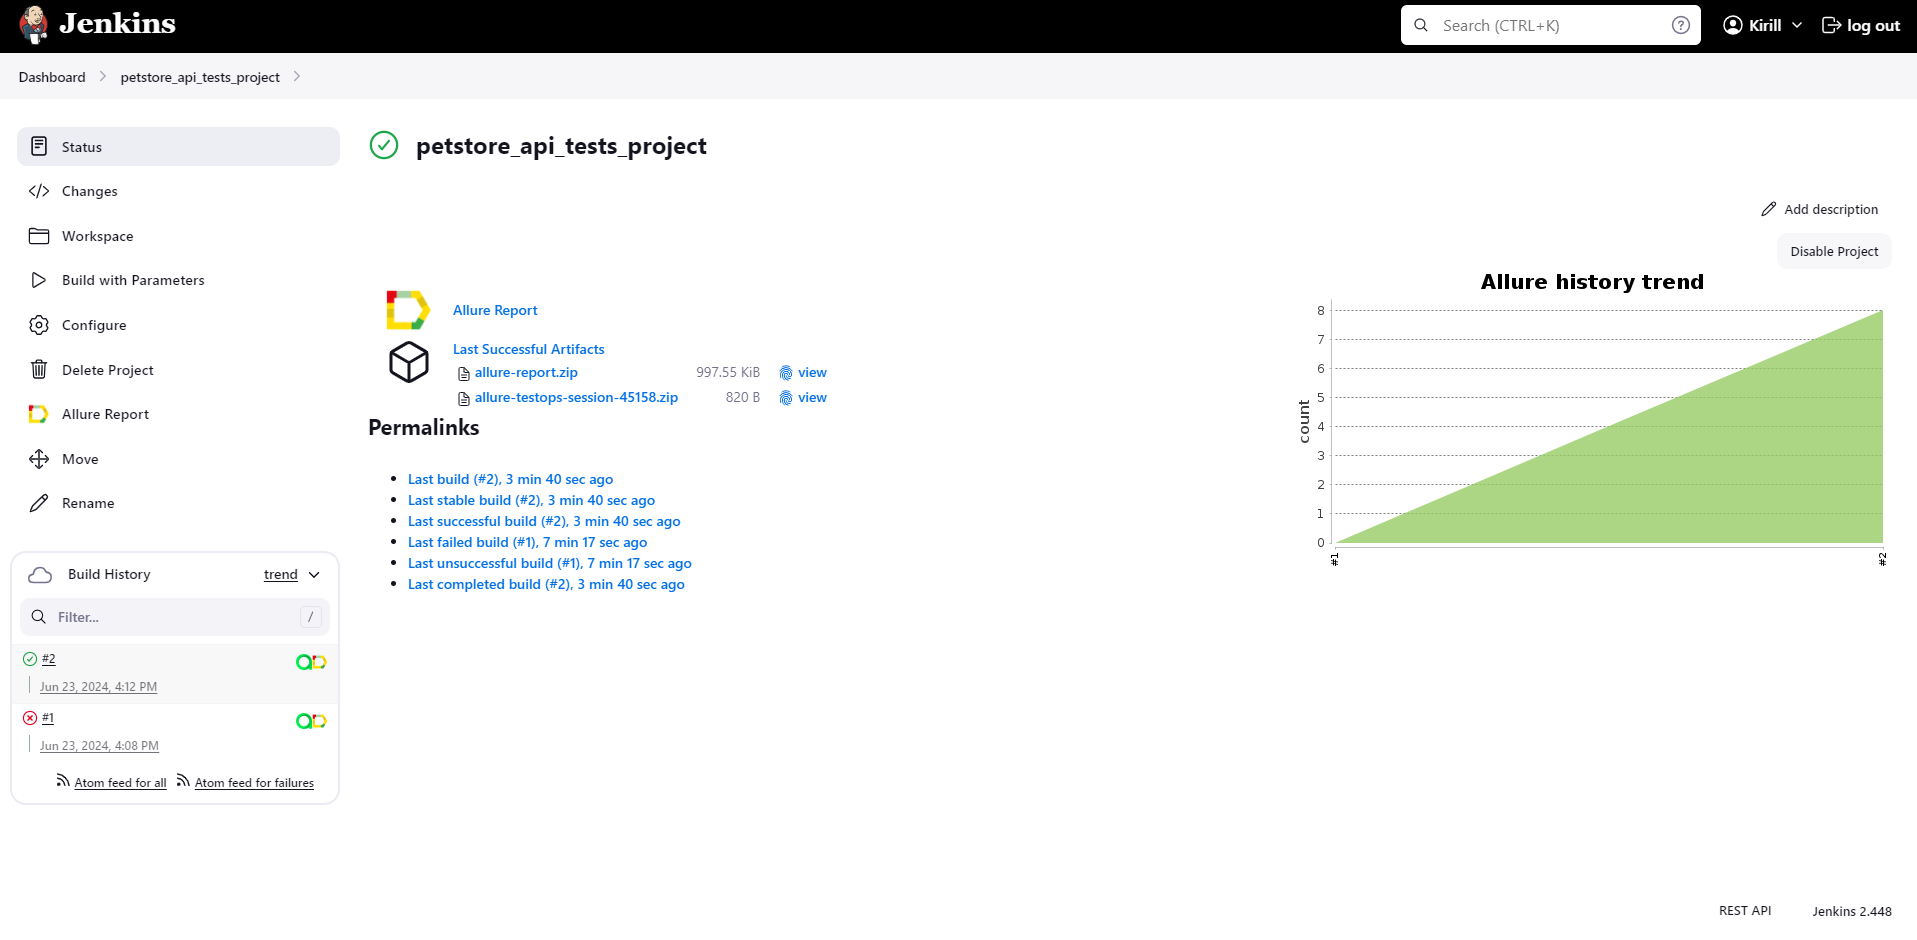 Jenkins
Search (CTRL+K)
Kirill
log out
Dashboard
petstore_api_tests_project
Status
Changes
Workspace
Build with Parameters
Configure
Delete Project
Allure Report
Move
Rename
Build History
trend
Filter...
/
#2
Jun 23, 2024, 4:12 PM
#1
Jun 23, 2024, 4:08 PM
Atom feed for all
Atom feed for failures
petstore_api_tests_project
Add description
Disable Project
Allure Report
Last Successful Artifacts
allure-report.zip 997.55 KiB view
allure-testops-session-45158.zip 820 B view
Permalinks
Last build (#2), 3 min 40 sec ago
Last stable build (#2), 3 min 40 sec ago
Last successful build (#2), 3 min 40 sec ago
Last failed build (#1), 7 min 17 sec ago
Last unsuccessful build (#1), 7 min 17 sec ago
Last completed build (#2), 3 min 40 sec ago
Allure history trend
count
8
7
6
5
4
3
2
1
0
#1
#2
REST API
Jenkins 2.448